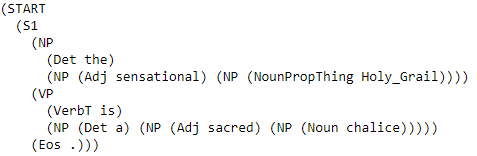 (START
(S1
(NP
(Det the)
(NP (Adj sensational) (NP (NounPropThing Holy_Grail))))
(VP
(VerbT is)
(NP (Det a) (NP (Adj sacred) (NP (Noun chalice)))))
(Eos .)))